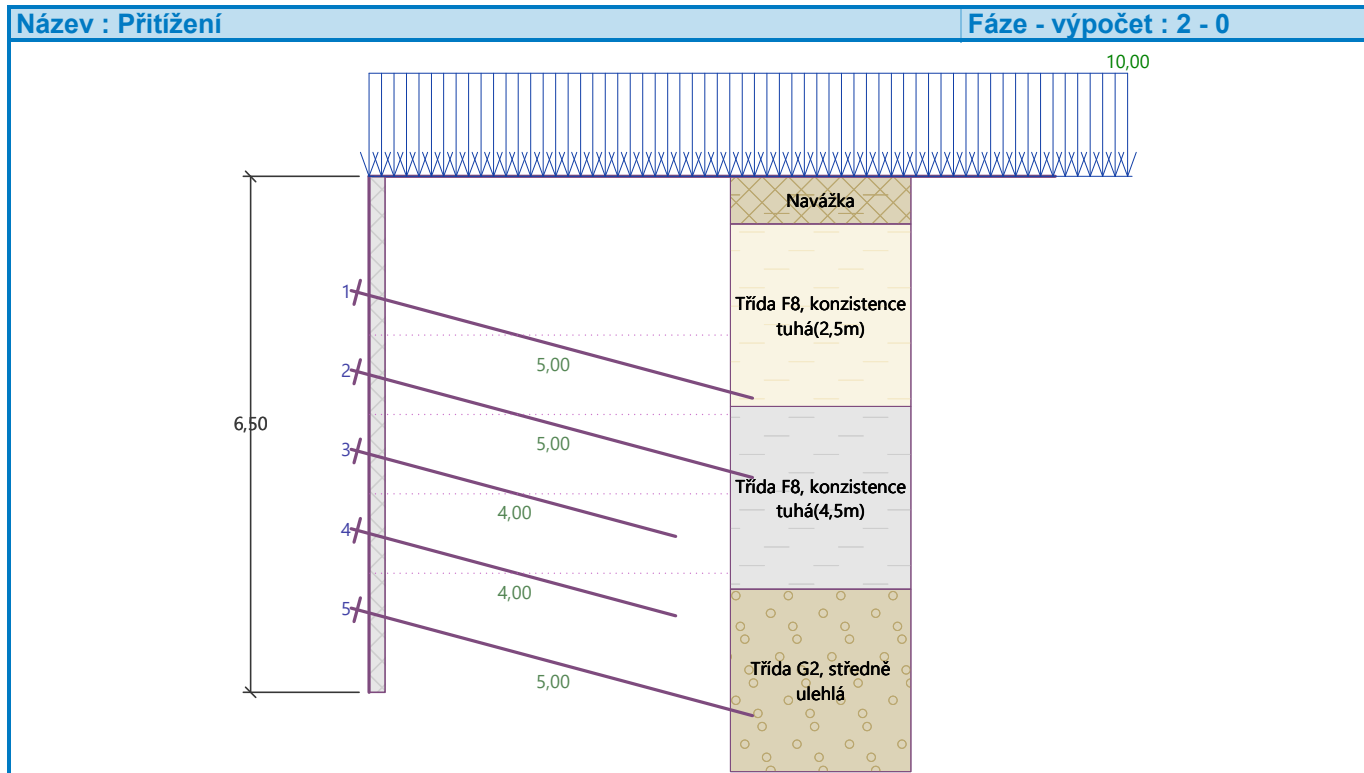 Název : Přitížení
Fáze - výpočet : 2 - 0
10,00
Navážka
1
Třída F8, konzistence
tuhá(2,5m)
5,00
2
6,50
5,00
3
Třída F8, konzistence
tuhá(4,5m)
4,00
4
4,00
5
Třída G2, středně
ulehlá
5,00